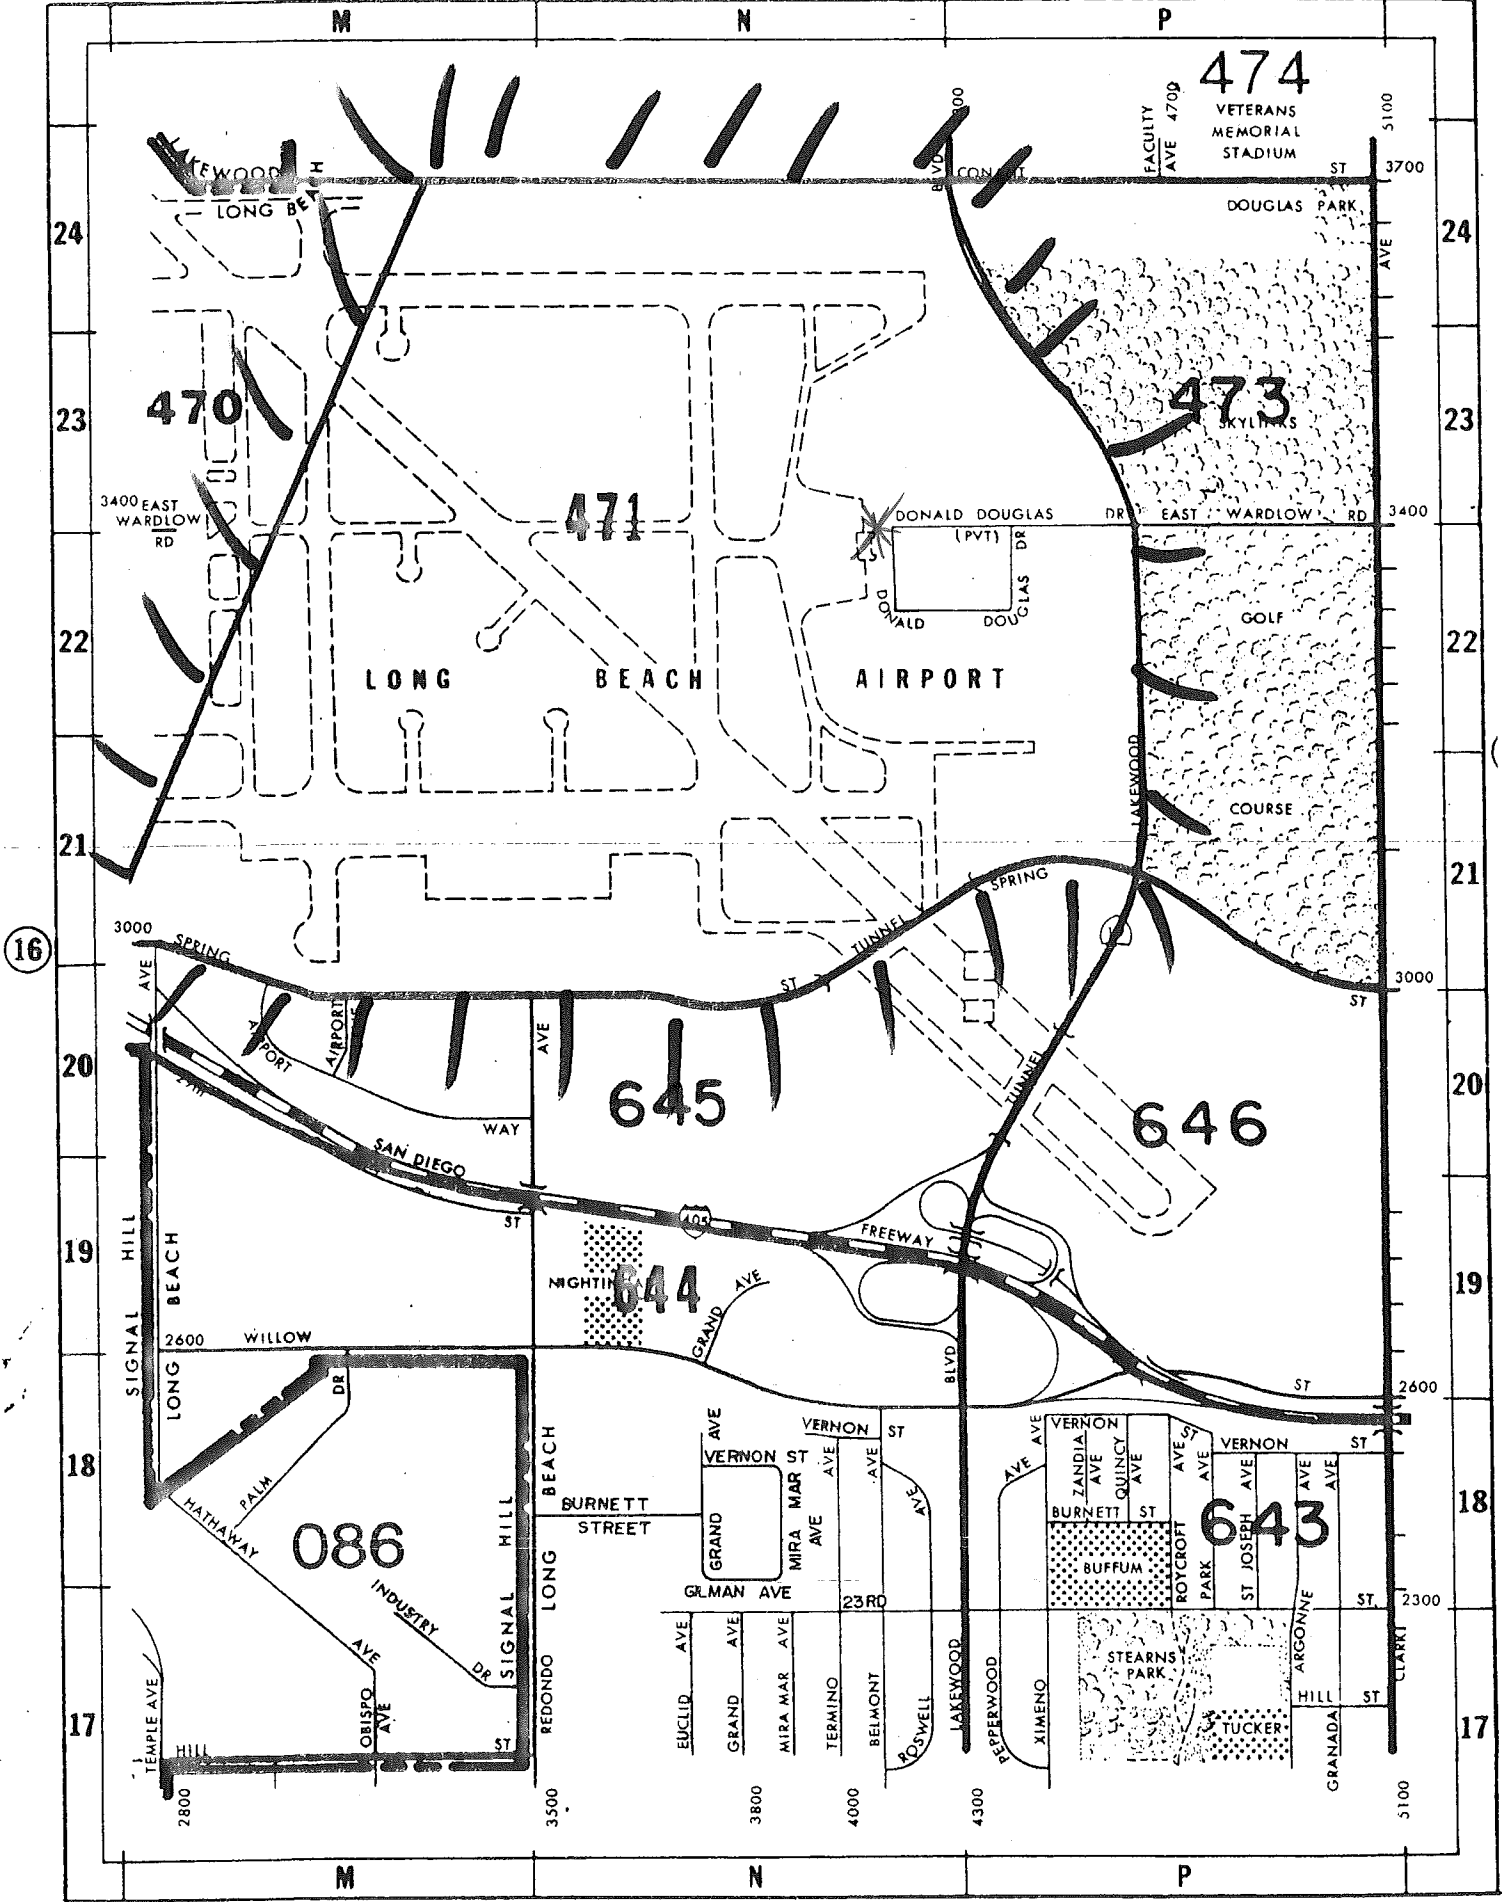 M N P
474
VETERANS
MEMORIAL
STADIUM
FACULTY
AVE 4700
5100
LAKEWOOD
LONG BEACH
BLVD
ST 3700
DOUGLAS PARK
24 24
AVE
470
23 23
473
SKYLINKS
3400 EAST
WARDLOW
RD
471
DONALD DOUGLAS DR
(PVT)
EAST WARDLOW RD 3400
DR
DOUGLAS
DONALD DOUGLAS
GOLF
22 22
LONG BEACH AIRPORT
LAKEWOOD
COURSE
21 21
SPRING
3000
16
SPRING
TUNNEL
ST
3000
ST
AVE
AIRPORT
AIRPORT
AVE
20 20
29TH
TUNNEL
645
646
WAY
SAN DIEGO
ST
405
FREEWAY
19 19
SIGNAL HILL
LONG BEACH
644
GRAND AVE
2600 WILLOW
SIGNAL HILL
LONG BEACH
DR
BLVD
ST 2600
AVE
VERNON ST
VERNON ST
VERNON ST
VERNON ST
AVE
AVE
AVE
ZANDIA AVE
QUINCY AVE
AVE
AVE
AVE
AVE
AVE
18 18
PALM
HATHAWAY
LONG BEACH
SIGNAL HILL
BURNETT
STREET
GRAND
MIRA MAR
AVE
AVE
AVE
BURNETT ST
643
086
BUFFUM
ROYCROFT
PARK
ST JOSEPH
GILMAN AVE
INDUSTRY
23RD
ST 2300
ARGONNE
AVE
DR
STEARNS
PARK
CLARK
17 17
TEMPLE AVE
OBISPO
AVE
REDONDO
EUCLID AVE
GRAND AVE
MIRA MAR AVE
TERMINO
BELMONT
ROSWELL
LAKEWOOD
PEPPERWOOD
XIMENO
HILL ST
TUCKER
GRANADA
HILL ST
2800 3500 3800 4000 4300 5100
M N P